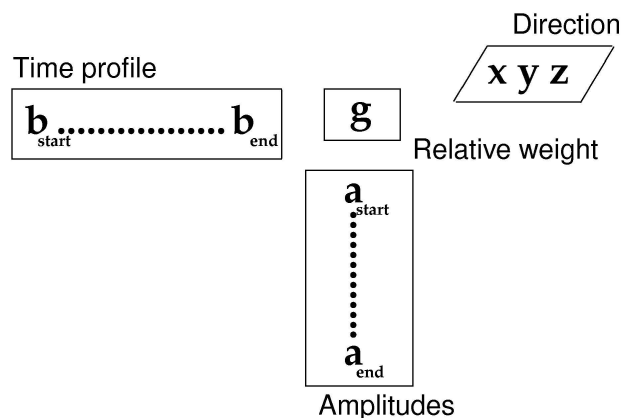 Direction
x y z
Time profile
b start ................. b end
g
Relative weight
a start
a end
Amplitudes